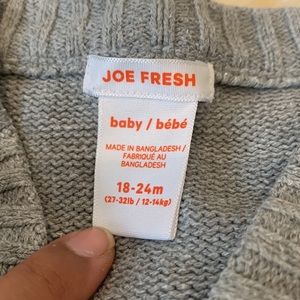 JOE FRESH
baby / bébé
MADE IN BANGLADESH /
FABRIQUÉ AU
BANGLADESH
18-24m
(27-32lb / 12-14kg)